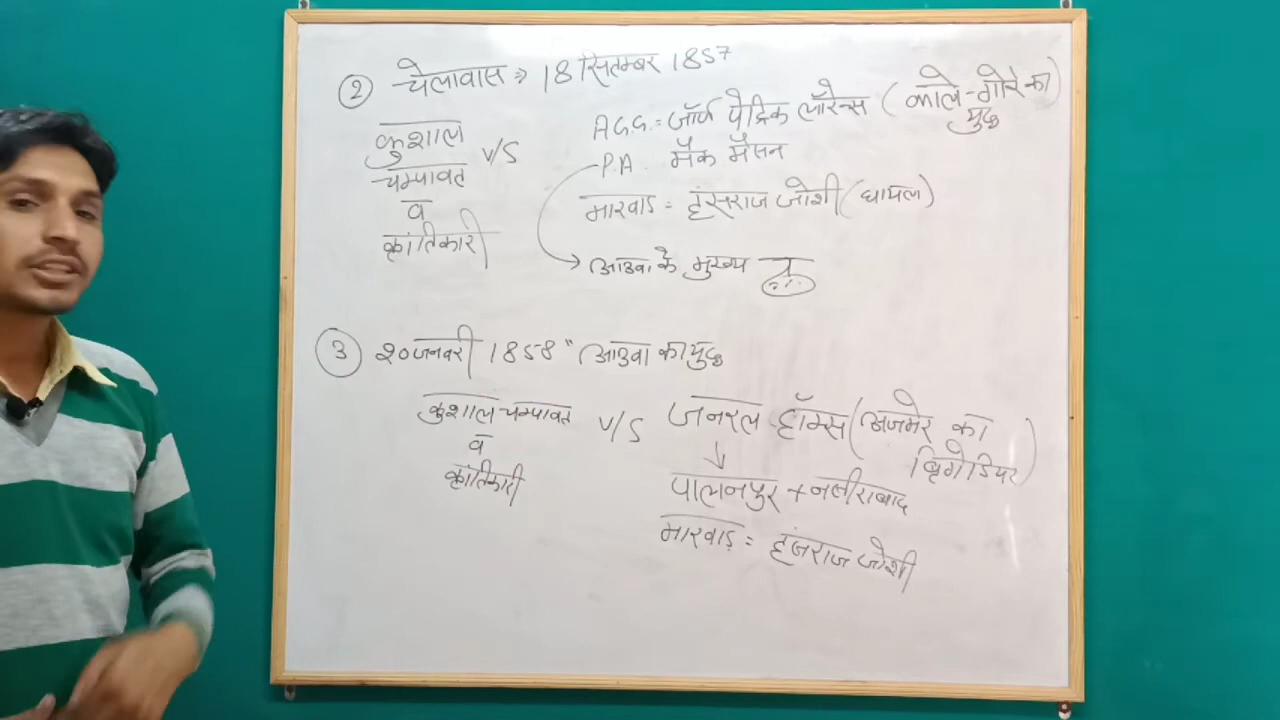 ② चेलावास ⇒ 18 सितम्बर 1857
कुशाल
चम्पावत
व
क्रांतिकारी
v/s
A.G.G. = जॉर्ज पेट्रिक लॉरेन्स (काले-गोरे का युद्ध)
P.A. मैक मैसन
मारवाड = हंसराज जोशी (घायल)
आउवा के मुख्य
③ 20 जनवरी 1858 "आउवा का युद्ध
कुशाल चम्पावत
व
क्रांतिकारी
v/s
जनरल हॉम्स (अजमेर का ब्रिगेडियर)
↓
पालनपुर + नसीराबाद
मारवाड़ = हंसराज जोशी